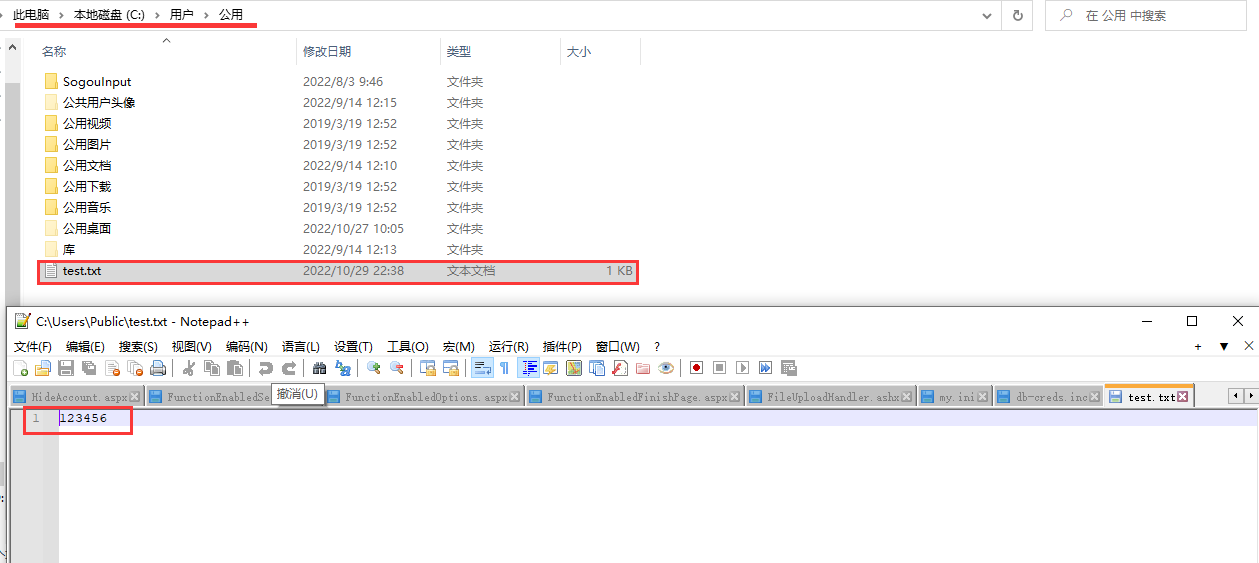 此电脑 › 本地磁盘 (C:) › 用户 › 公用
在 公用 中搜索
名称 修改日期 类型 大小
SogouInput 2022/8/3 9:46 文件夹
公共用户头像 2022/9/14 12:15 文件夹
公用视频 2019/3/19 12:52 文件夹
公用图片 2019/3/19 12:52 文件夹
公用文档 2022/9/14 12:10 文件夹
公用下载 2019/3/19 12:52 文件夹
公用音乐 2019/3/19 12:52 文件夹
公用桌面 2022/10/27 10:05 文件夹
库 2022/9/14 12:13 文件夹
test.txt 2022/10/29 22:38 文本文档 1 KB
C:\Users\Public\test.txt - Notepad++
文件(F) 编辑(E) 搜索(S) 视图(V) 编码(N) 语言(L) 设置(T) 工具(O) 宏(M) 运行(R) 插件(P) 窗口(W) ?
撤消(U)
HideAccount.aspx FunctionEnabledSe FunctionEnabledOptions.aspx FunctionEnabledFinishPage.aspx FileUploadHandler.ashx my.ini db-creds.inc test.txt
1 123456